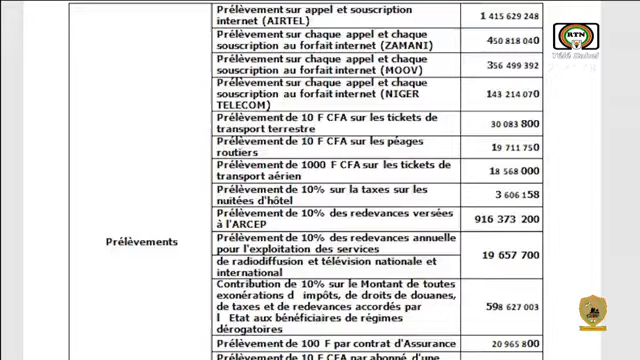 Prélèvement sur appel et souscription
internet (AIRTEL)
1 415 629 248
Prélèvement sur chaque appel et chaque
souscription au forfait internet (ZAMANI)
450 818 040
Prélèvement sur chaque appel et chaque
souscription au forfait internet (MOOV)
356 499 392
Prélèvement sur chaque appel et chaque
souscription au forfait internet (NIGER
TELECOM)
143 214 070
Prélèvement de 10 F CFA sur les tickets de
transport terrestre
30 083 800
Prélèvement de 10 F CFA sur les péages
routiers
19 711 750
Prélèvement de 1000 F CFA sur les tickets de
transport aérien
18 568 000
Prélèvement de 10% sur la taxes sur les
nuitées d'hôtel
3 606 158
Prélèvement de 10% des redevances versées
à l'ARCEP
916 373 200
Prélèvements
Prélèvement de 10% des redevances annuelle
pour l'exploitation des services
de radiodiffusion et télévision nationale et
international
19 657 700
Contribution de 10% sur le Montant de toutes
exonérations d impôts, de droits de douanes,
de taxes et de redevances accordés par
l Etat aux bénéficiaires de régimes
dérogatoires
598 627 003
Prélèvement de 100 F par contrat d'Assurance
20 965 800
Prélèvement de 10 F CFA par abonné d'une
RTN